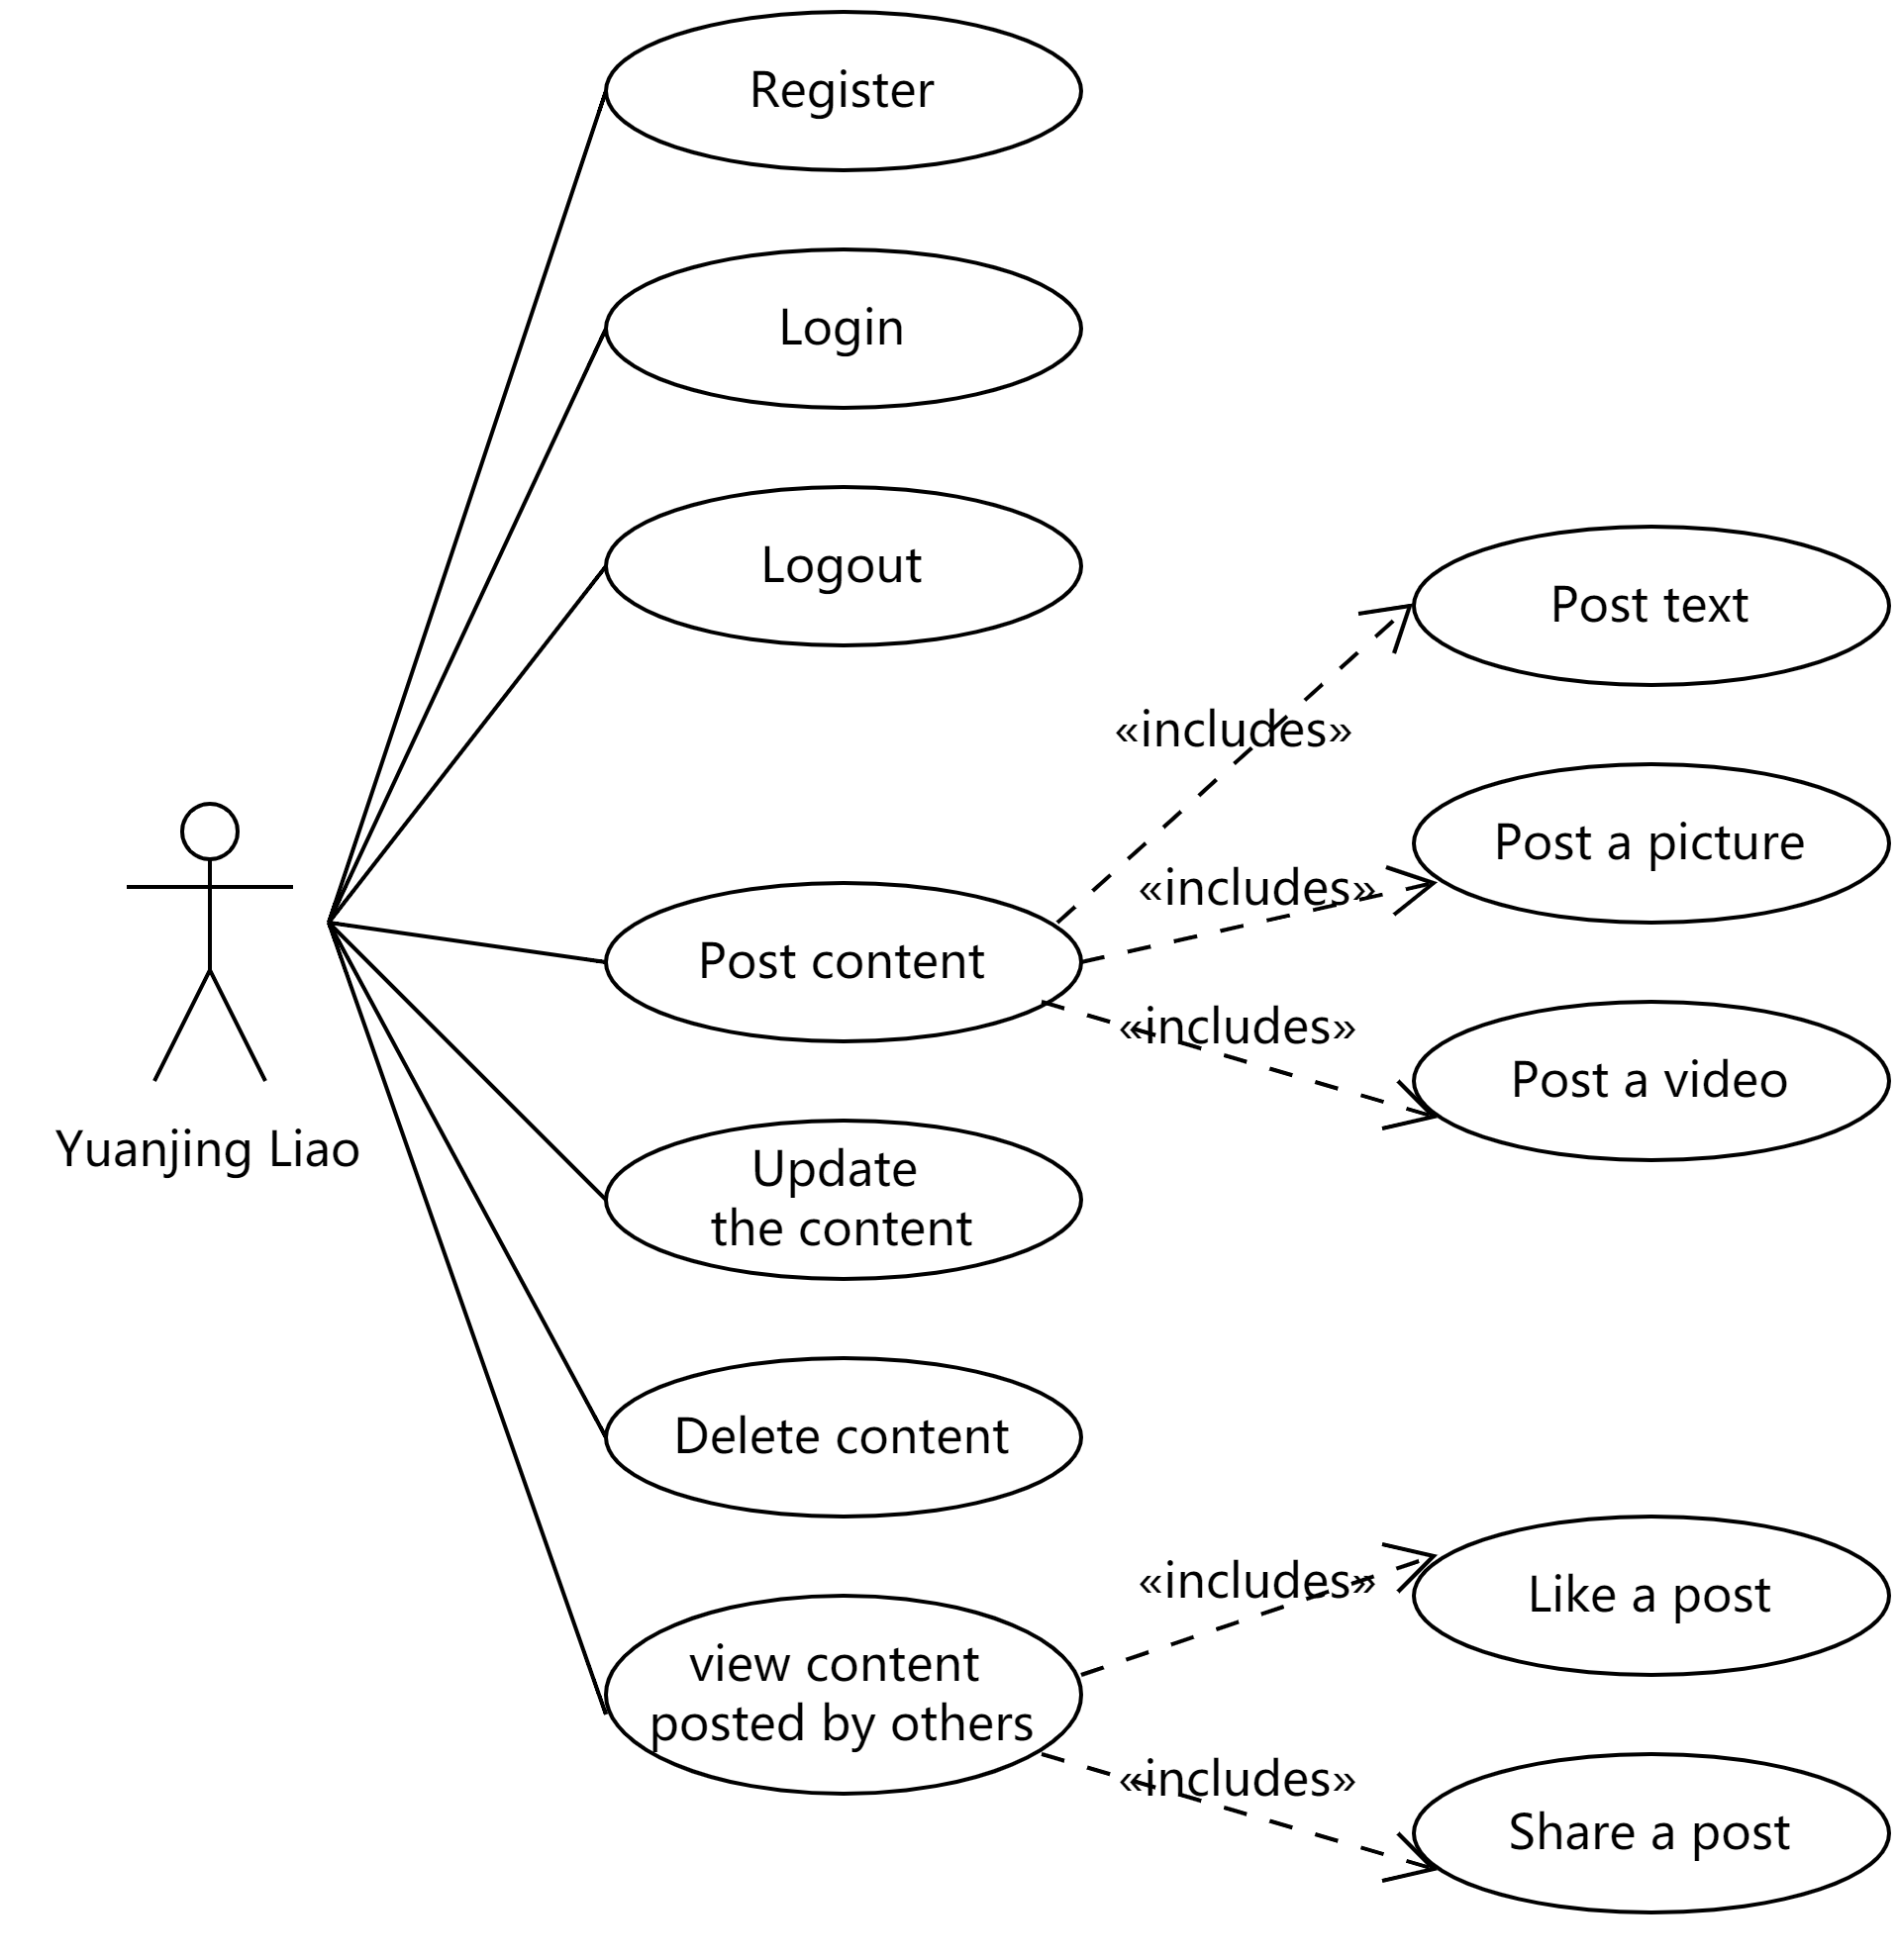 Register
Login
Logout
Post text
«includes»
Post a picture
«includes»
Post content
«includes»
Post a video
Yuanjing Liao
Update
the content
Delete content
«includes»
Like a post
view content
posted by others
«includes»
Share a post